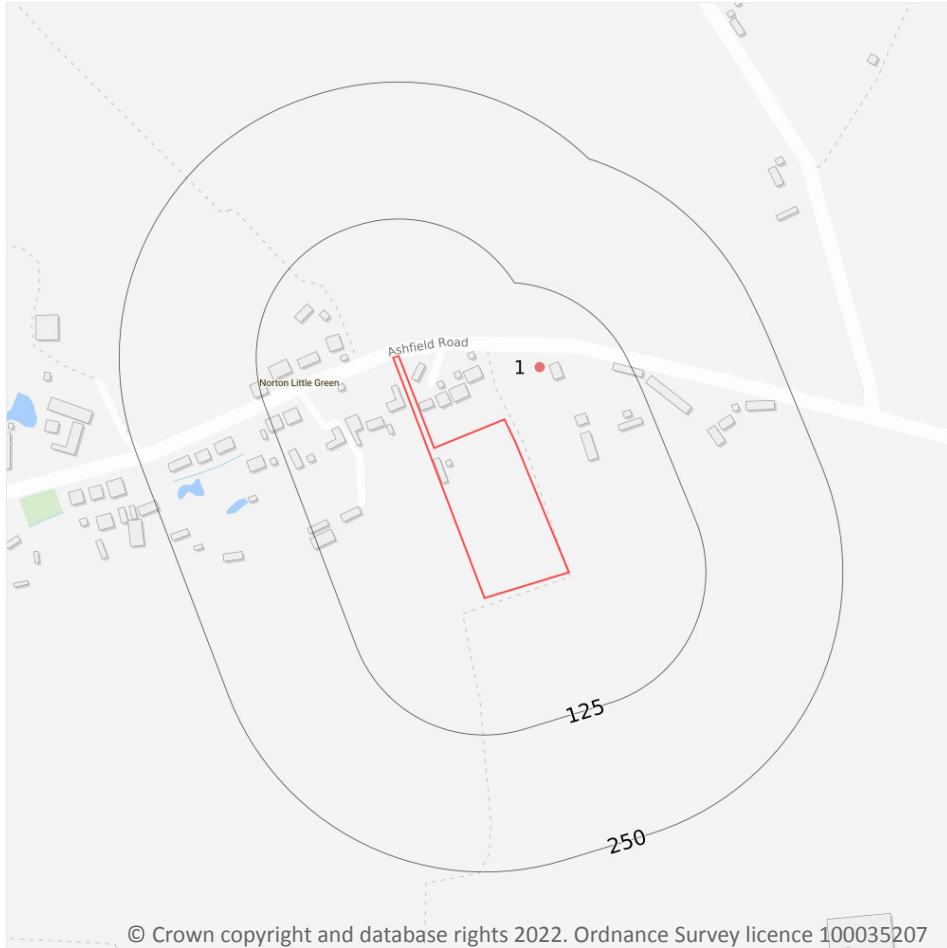 Ashfield Road
1
Norton Little Green
125
250
© Crown copyright and database rights 2022. Ordnance Survey licence 100035207